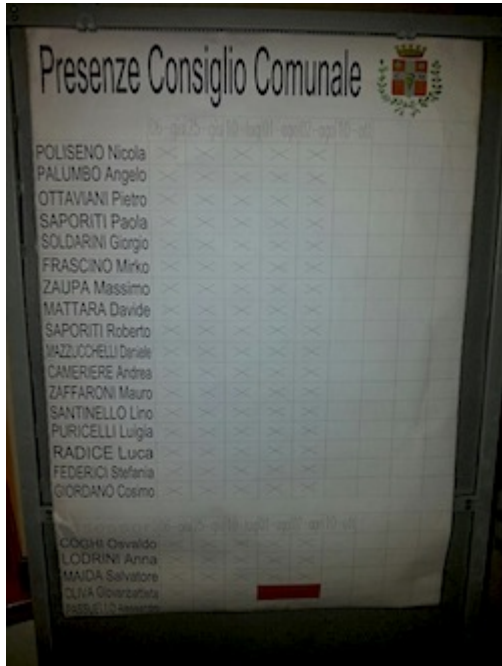 Presenze Consiglio Comunale
POLISENO Nicola
PALUMBO Angelo
OTTAVIANI Pietro
SAPORITI Paola
SOLDARINI Giorgio
FRASCINO Mirko
ZAUPA Massimo
MATTARA Davide
SAPORITI Roberto
MAZZUCCHELLI Daniele
CAMERIERE Andrea
ZAFFARONI Mauro
SANTINELLO Lino
PURICELLI Luigia
RADICE Luca
FEDERICI Stefania
GIORDANO Cosimo
COGHI Osvaldo
LODRINI Anna
MAIDA Salvatore
OLIVA Giovanbattista